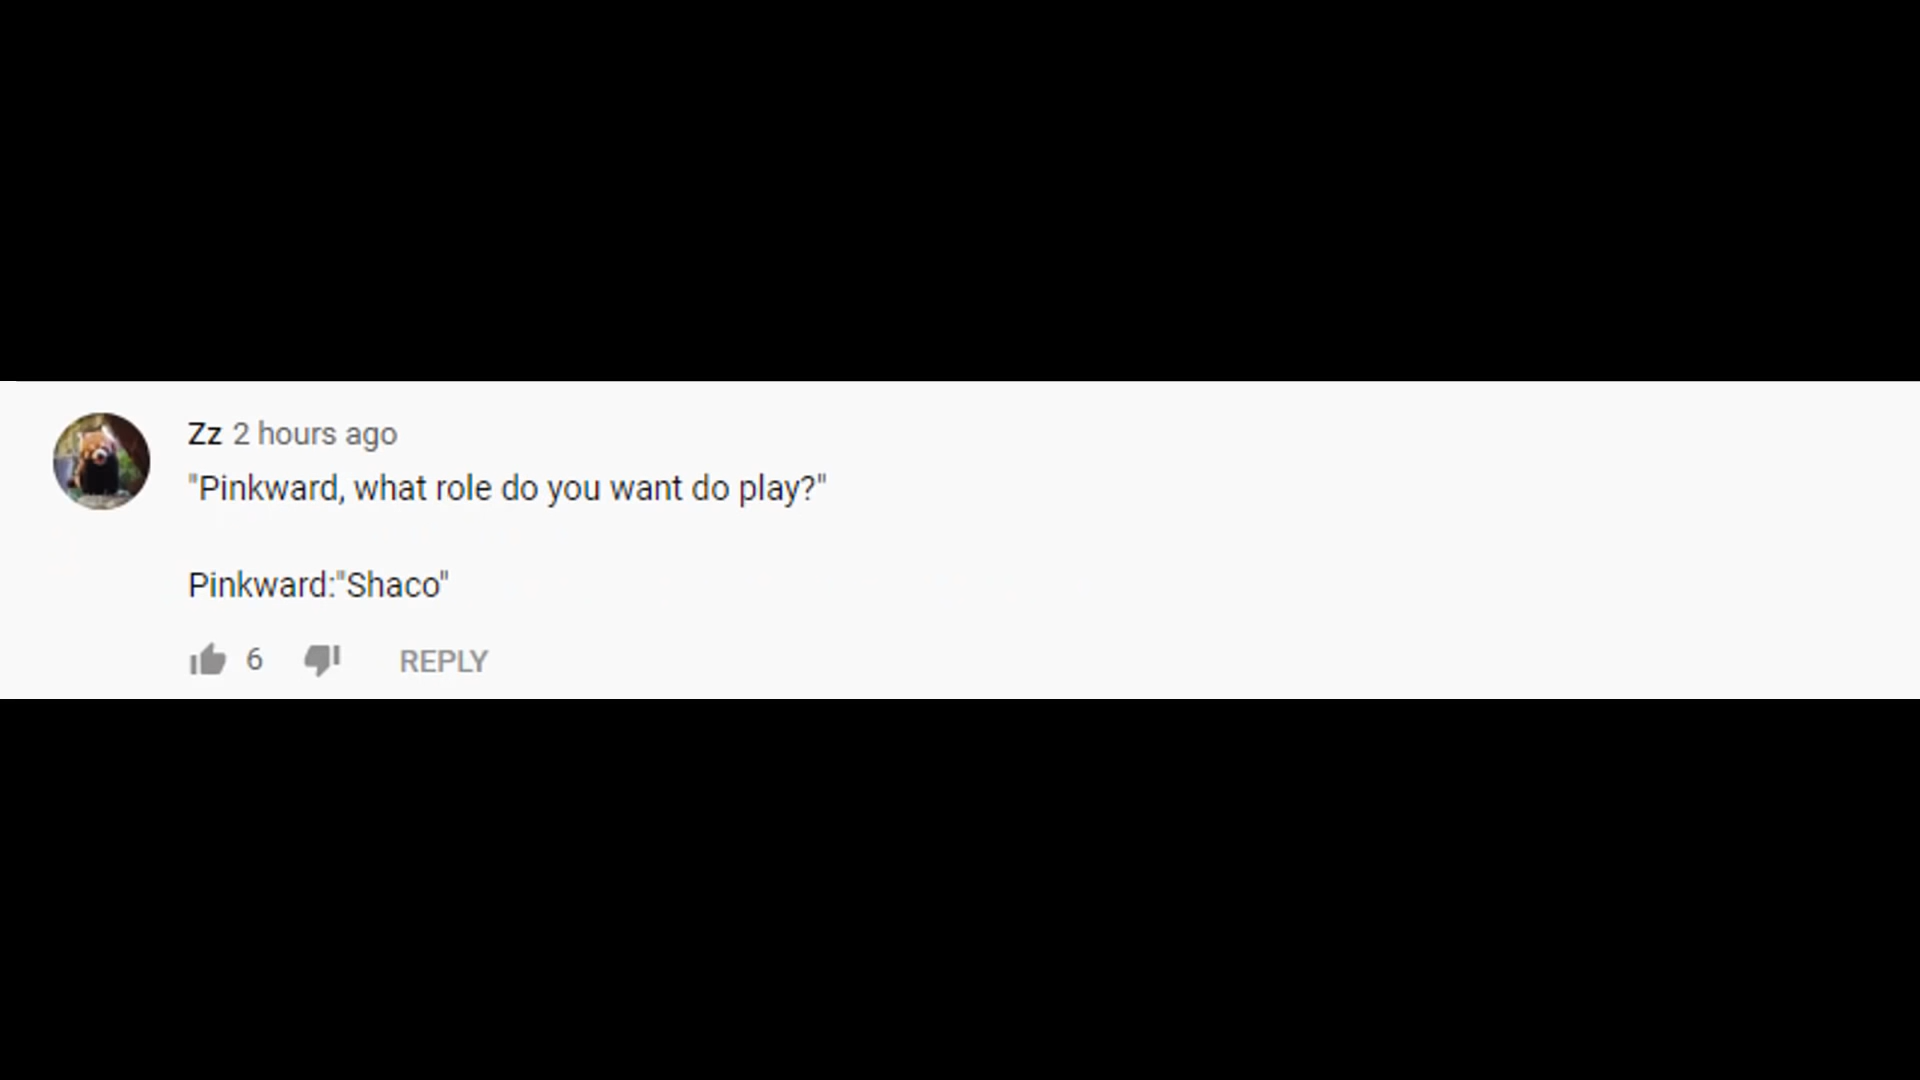 Zz 2 hours ago
"Pinkward, what role do you want do play?"
Pinkward:"Shaco"
6 REPLY